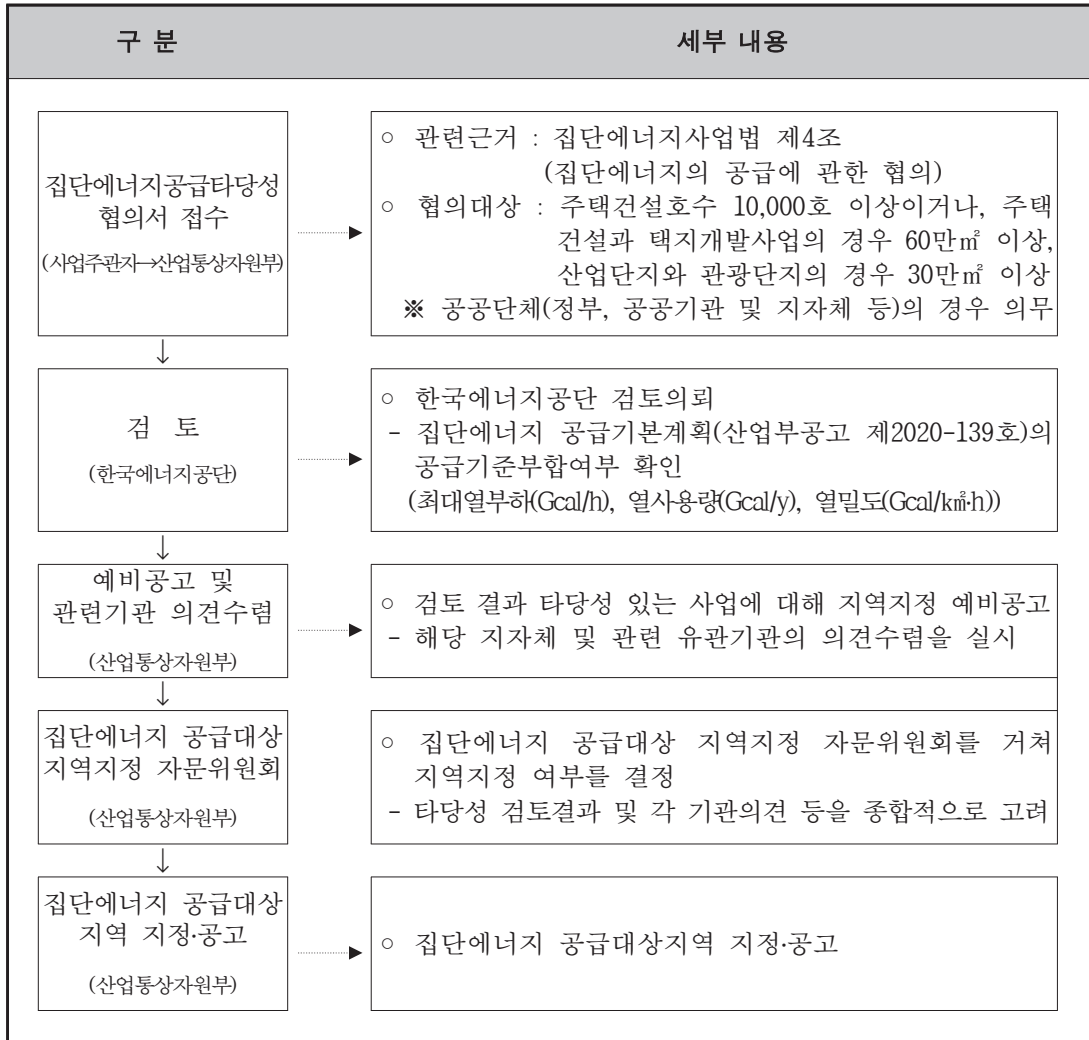 구 분
세부 내용
집단에너지공급타당성
협의서 접수
(사업주관자→산업통상자원부)
○ 관련근거 : 집단에너지사업법 제4조
(집단에너지의 공급에 관한 협의)
○ 협의대상 : 주택건설호수 10,000호 이상이거나, 주택
건설과 택지개발사업의 경우 60만㎡ 이상,
산업단지와 관광단지의 경우 30만㎡ 이상
※ 공공단체(정부, 공공기관 및 지자체 등)의 경우 의무
↓
검 토
(한국에너지공단)
○ 한국에너지공단 검토의뢰
- 집단에너지 공급기본계획(산업부공고 제2020-139호)의
공급기준부합여부 확인
(최대열부하(Gcal/h), 열사용량(Gcal/y), 열밀도(Gcal/㎢·h))
↓
예비공고 및
관련기관 의견수렴
(산업통상자원부)
○ 검토 결과 타당성 있는 사업에 대해 지역지정 예비공고
- 해당 지자체 및 관련 유관기관의 의견수렴을 실시
↓
집단에너지 공급대상
지역지정 자문위원회
(산업통상자원부)
○ 집단에너지 공급대상 지역지정 자문위원회를 거쳐
지역지정 여부를 결정
- 타당성 검토결과 및 각 기관의견 등을 종합적으로 고려
↓
집단에너지 공급대상
지역 지정·공고
(산업통상자원부)
○ 집단에너지 공급대상지역 지정·공고